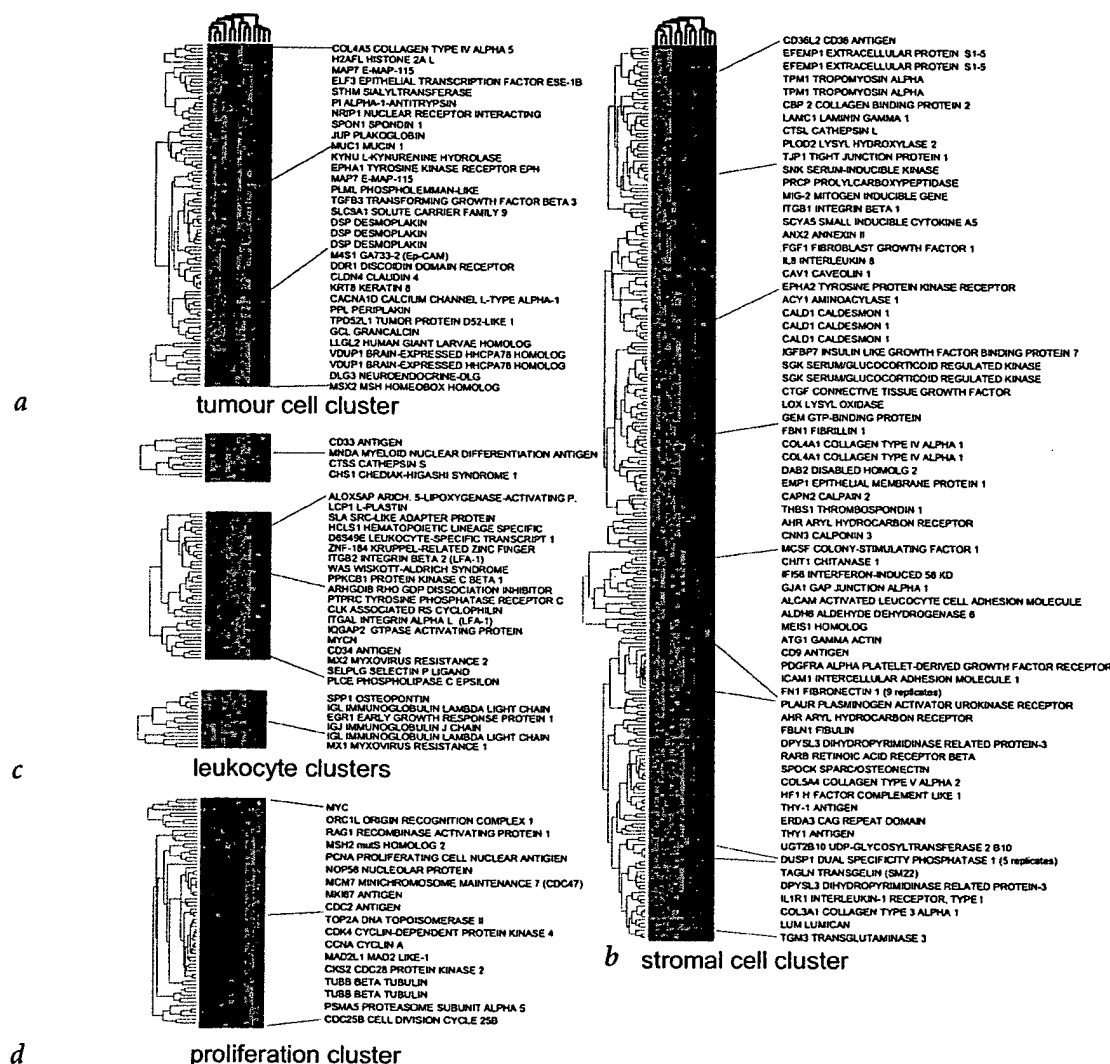 a
COL4A5 COLLAGEN TYPE IV ALPHA 5
H2AFL HISTONE 2A L
MAP7 E-MAP-115
ELF3 EPITHELIAL TRANSCRIPTION FACTOR ESE-1B
STHM SIALYLTRANSFERASE
PI ALPHA-1-ANTITRYPSIN
NRIP1 NUCLEAR RECEPTOR INTERACTING
SPON1 SPONDIN 1
JUP PLAKOGLOBIN
MUC1 MUCIN 1
KYNU L-KYNURENINE HYDROLASE
EPHA1 TYROSINE KINASE RECEPTOR EPH
MAP7 E-MAP-115
PLML PHOSPHOLEMMAN-LIKE
TGFB3 TRANSFORMING GROWTH FACTOR BETA 3
SLC9A1 SOLUTE CARRIER FAMILY 9
DSP DESMOPLAKIN
DSP DESMOPLAKIN
DSP DESMOPLAKIN
M4S1 GA733-2 (Ep-CAM)
DDR1 DISCOIDIN DOMAIN RECEPTOR
CLDN4 CLAUDIN 4
KRT8 KERATIN 8
CACNA1D CALCIUM CHANNEL L-TYPE ALPHA-1
PPL PERIPLAKIN
TPD52L1 TUMOR PROTEIN D52-LIKE 1
GCL GRANCALCIN
LLGL2 HUMAN GIANT LARVAE HOMOLOG
VDUP1 BRAIN-EXPRESSED HHCPA78 HOMOLOG
VDUP1 BRAIN-EXPRESSED HHCPA78 HOMOLOG
DLG3 NEUROENDOCRINE-DLG
MSX2 MSH HOMEOBOX HOMOLOG
tumour cell cluster
CD33 ANTIGEN
MNDA MYELOID NUCLEAR DIFFERENTIATION ANTIGEN
CTSS CATHEPSIN S
CHS1 CHEDIAK-HIGASHI SYNDROME 1
ALOX5AP ARICH. 5-LIPOXYGENASE-ACTIVATING P.
LCP1 L-PLASTIN
SLA SRC-LIKE ADAPTER PROTEIN
HCLS1 HEMATOPOIETIC LINEAGE SPECIFIC
D6S49E LEUKOCYTE-SPECIFIC TRANSCRIPT 1
ZNF-184 KRUPPEL-RELATED ZINC FINGER
ITGB2 INTEGRIN BETA 2 (LFA-1)
WAS WISKOTT-ALDRICH SYNDROME
PPKCB1 PROTEIN KINASE C BETA 1
ARHGDIB RHO GDP DISSOCIATION INHIBITOR
PTPRC TYROSINE PHOSPHATASE RECEPTOR C
CLK ASSOCIATED RS CYCLOPHILIN
ITGAL INTEGRIN ALPHA L (LFA-1)
IQGAP2 GTPASE ACTIVATING PROTEIN
MYCN
CD34 ANTIGEN
MX2 MYXOVIRUS RESISTANCE 2
SELPLG SELECTIN P LIGAND
PLCE PHOSPHOLIPASE C EPSILON
SPP1 OSTEOPONTIN
IGL IMMUNOGLOBULIN LAMBDA LIGHT CHAIN
EGR1 EARLY GROWTH RESPONSE PROTEIN 1
IGJ IMMUNOGLOBULIN J CHAIN
IGL IMMUNOGLOBULIN LAMBDA LIGHT CHAIN
MX1 MYXOVIRUS RESISTANCE 1
c
leukocyte clusters
MYC
ORC1L ORIGIN RECOGNITION COMPLEX 1
RAG1 RECOMBINASE ACTIVATING PROTEIN 1
MSH2 mutS HOMOLOG 2
PCNA PROLIFERATING CELL NUCLEAR ANTIGIEN
NOP56 NUCLEOLAR PROTEIN
MCM7 MINICHROMOSOME MAINTENANCE 7 (CDC47)
MKI67 ANTIGEN
CDC2 ANTIGEN
TOP2A DNA TOPOISOMERASE II
CDK4 CYCLIN-DEPENDENT PROTEIN KINASE 4
CCNA CYCLIN A
MAD2L1 MAD2 LIKE-1
CKS2 CDC28 PROTEIN KINASE 2
TUBB BETA TUBULIN
TUBB BETA TUBULIN
PSMA5 PROTEASOME SUBUNIT ALPHA 5
CDC25B CELL DIVISION CYCLE 25B
d
proliferation cluster
CD36L2 CD36 ANTIGEN
EFEMP1 EXTRACELLULAR PROTEIN S1-5
EFEMP1 EXTRACELLULAR PROTEIN S1-5
TPM1 TROPOMYOSIN ALPHA
TPM1 TROPOMYOSIN ALPHA
CBP 2 COLLAGEN BINDING PROTEIN 2
LAMC1 LAMININ GAMMA 1
CTSL CATHEPSIN L
PLOD2 LYSYL HYDROXYLASE 2
TJP1 TIGHT JUNCTION PROTEIN 1
SNK SERUM-INDUCIBLE KINASE
PRCP PROLYLCARBOXYPEPTIDASE
MIG-2 MITOGEN INDUCIBLE GENE
ITGB1 INTEGRIN BETA 1
SCYA5 SMALL INDUCIBLE CYTOKINE A5
ANX2 ANNEXIN II
FGF1 FIBROBLAST GROWTH FACTOR 1
IL8 INTERLEUKIN 8
CAV1 CAVEOLIN 1
EPHA2 TYROSINE PROTEIN KINASE RECEPTOR
ACY1 AMINOACYLASE 1
CALD1 CALDESMON 1
CALD1 CALDESMON 1
CALD1 CALDESMON 1
IGFBP7 INSULIN LIKE GROWTH FACTOR BINDING PROTEIN 7
SGK SERUM/GLUCOCORTICOID REGULATED KINASE
SGK SERUM/GLUCOCORTICOID REGULATED KINASE
CTGF CONNECTIVE TISSUE GROWTH FACTOR
LOX LYSYL OXIDASE
GEM GTP-BINDING PROTEIN
FBN1 FIBRILLIN 1
COL4A1 COLLAGEN TYPE IV ALPHA 1
COL4A1 COLLAGEN TYPE IV ALPHA 1
DAB2 DISABLED HOMOLG 2
EMP1 EPITHELIAL MEMBRANE PROTEIN 1
CAPN2 CALPAIN 2
THBS1 THROMBOSPONDIN 1
AHR ARYL HYDROCARBON RECEPTOR
CNN3 CALPONIN 3
MCSF COLONY-STIMULATING FACTOR 1
CHIT1 CHITANASE 1
IFI56 INTERFERON-INDUCED 56 KD
GJA1 GAP JUNCTION ALPHA 1
ALCAM ACTIVATED LEUCOCYTE CELL ADHESION MOLECULE
ALDH6 ALDEHYDE DEHYDROGENASE 6
MEIS1 HOMOLOG
ATG1 GAMMA ACTIN
CD9 ANTIGEN
PDGFRA ALPHA PLATELET-DERIVED GROWTH FACTOR RECEPTOR
ICAM1 INTERCELLULAR ADHESION MOLECULE 1
FN1 FIBRONECTIN 1 (9 replicates)
PLAUR PLASMINOGEN ACTIVATOR UROKINASE RECEPTOR
AHR ARYL HYDROCARBON RECEPTOR
FBLN1 FIBULIN
DPYSL3 DIHYDROPYRIMIDINASE RELATED PROTEIN-3
RARB RETINOIC ACID RECEPTOR BETA
SPOCK SPARC/OSTEONECTIN
COL5A4 COLLAGEN TYPE V ALPHA 2
HF1 H FACTOR COMPLEMENT LIKE 1
THY-1 ANTIGEN
ERDA3 CAG REPEAT DOMAIN
THY1 ANTIGEN
UGT2B10 UDP-GLYCOSYLTRANSFERASE 2 B10
DUSP1 DUAL SPECIFICITY PHOSPHATASE 1 (5 replicates)
TAGLN TRANSGELIN (SM22)
DPYSL3 DIHYDROPYRIMIDINASE RELATED PROTEIN-3
IL1R1 INTERLEUKIN-1 RECEPTOR, TYPE I
COL3A1 COLLAGEN TYPE 3 ALPHA 1
LUM LUMICAN
TGM3 TRANSGLUTAMINASE 3
b stromal cell cluster